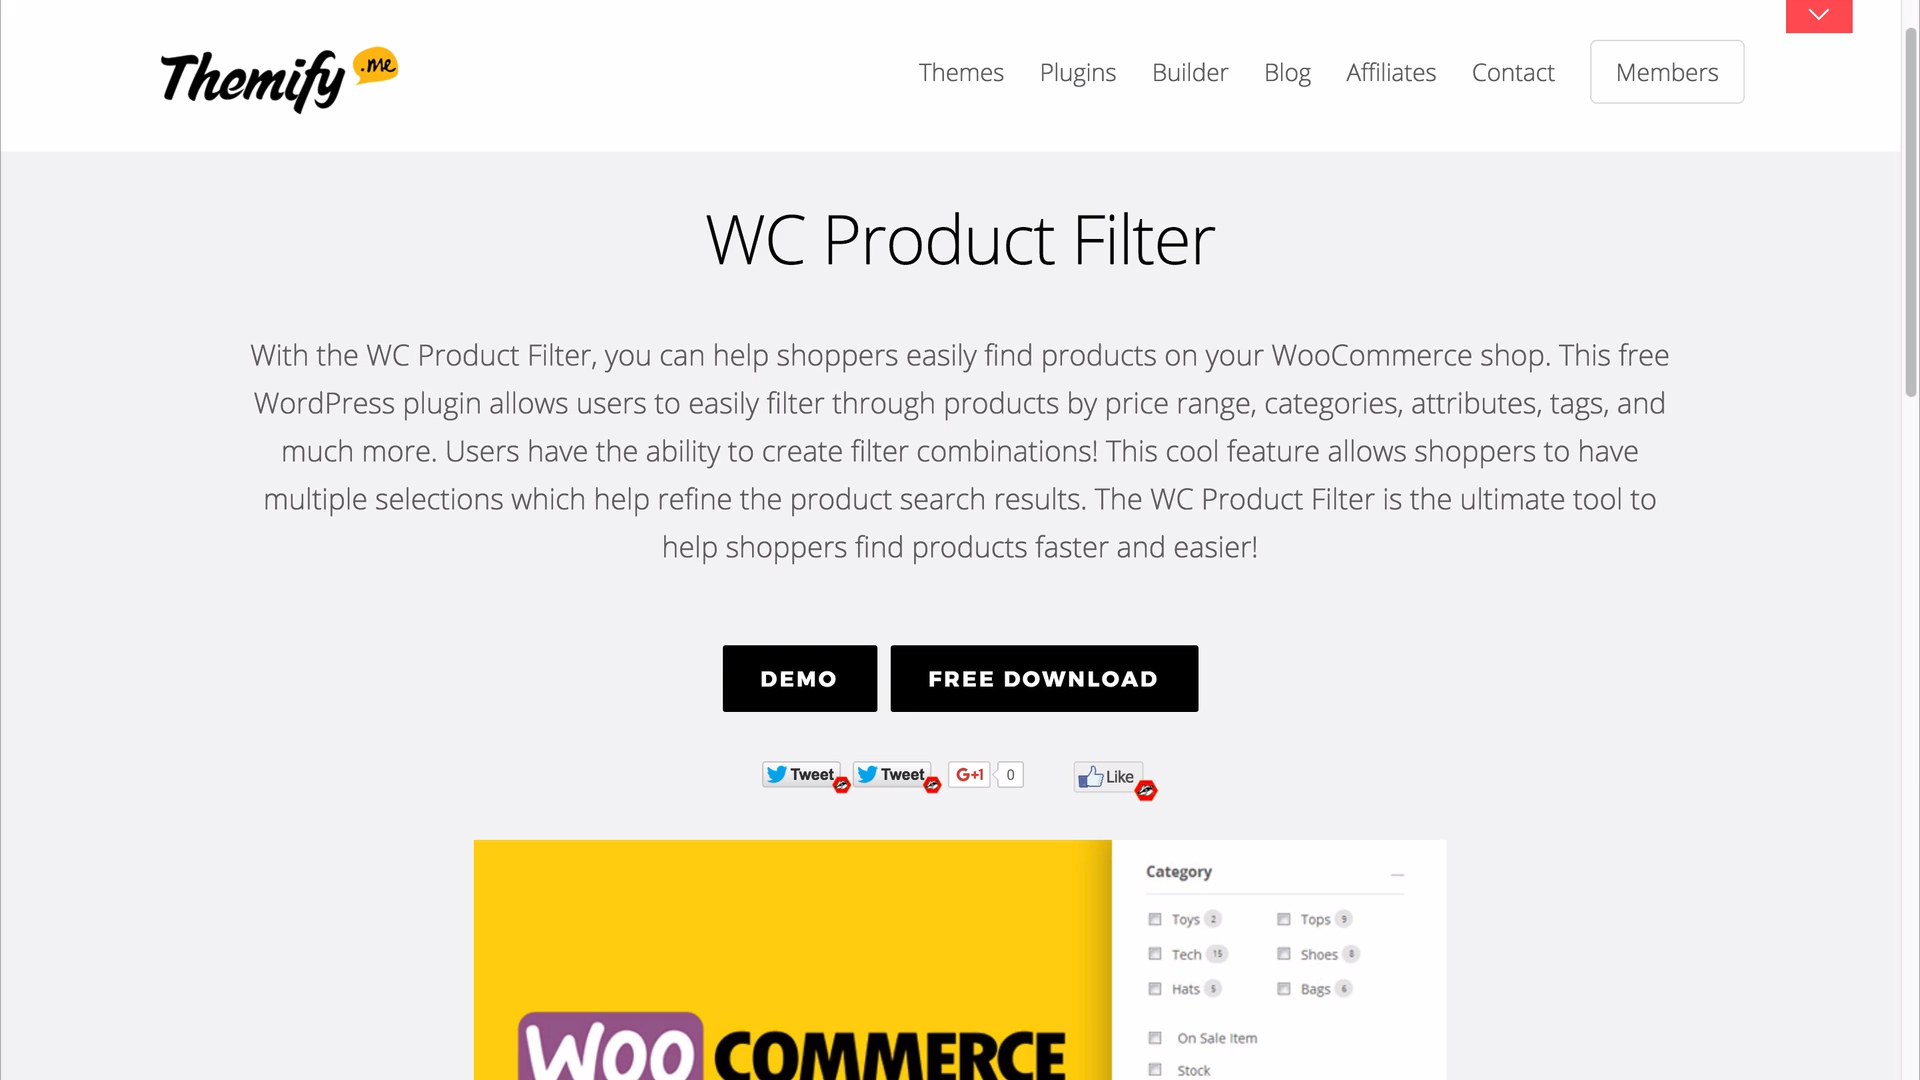 Themify .me
Themes Plugins Builder Blog Affiliates Contact Members
WC Product Filter
With the WC Product Filter, you can help shoppers easily find products on your WooCommerce shop. This free
WordPress plugin allows users to easily filter through products by price range, categories, attributes, tags, and
much more. Users have the ability to create filter combinations! This cool feature allows shoppers to have
multiple selections which help refine the product search results. The WC Product Filter is the ultimate tool to
help shoppers find products faster and easier!
DEMO FREE DOWNLOAD
Tweet Tweet G+1 0 Like
Category
Toys 2 Tops 9
Tech 15 Shoes 8
Hats 5 Bags 6
On Sale Item
Stock
WOO COMMERCE